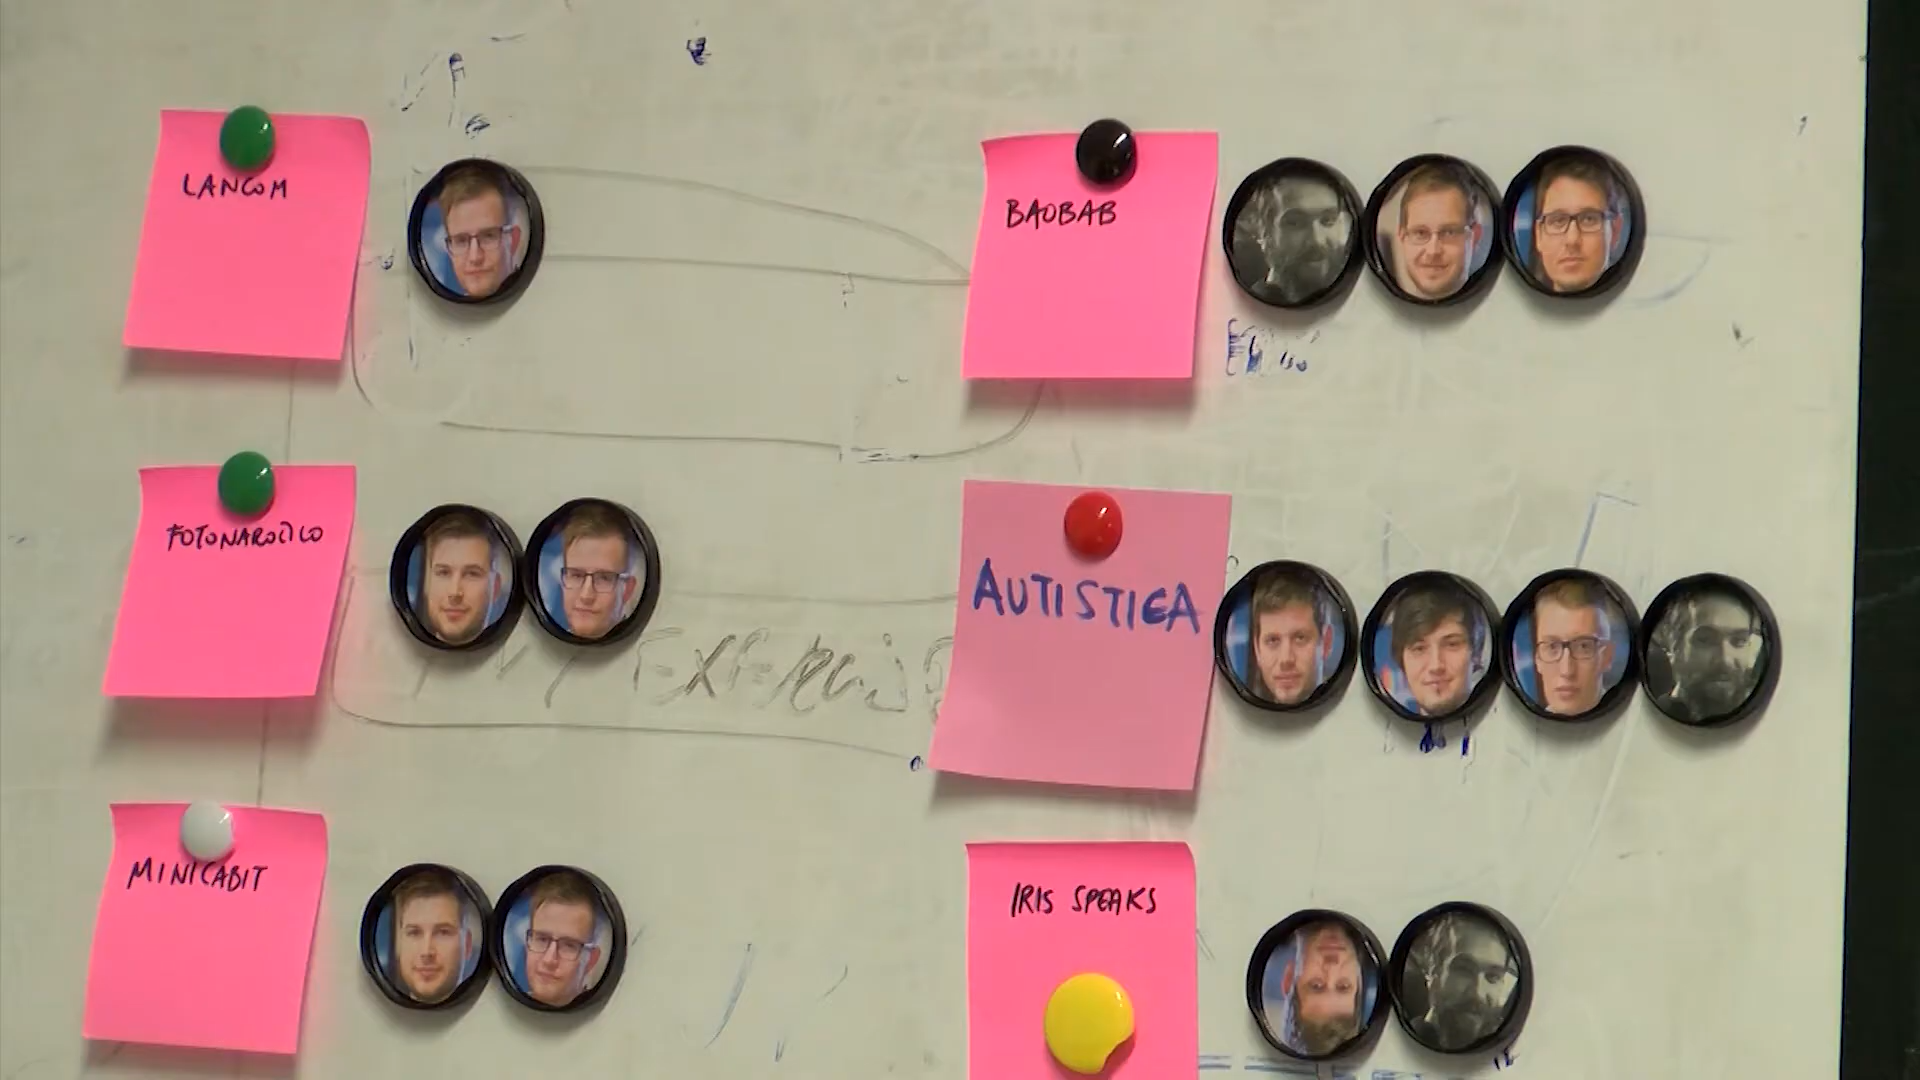 LANCOM
BAOBAB
FOTONAROČILO
AUTISTICA
MINICABIT
IRIS SPEAKS